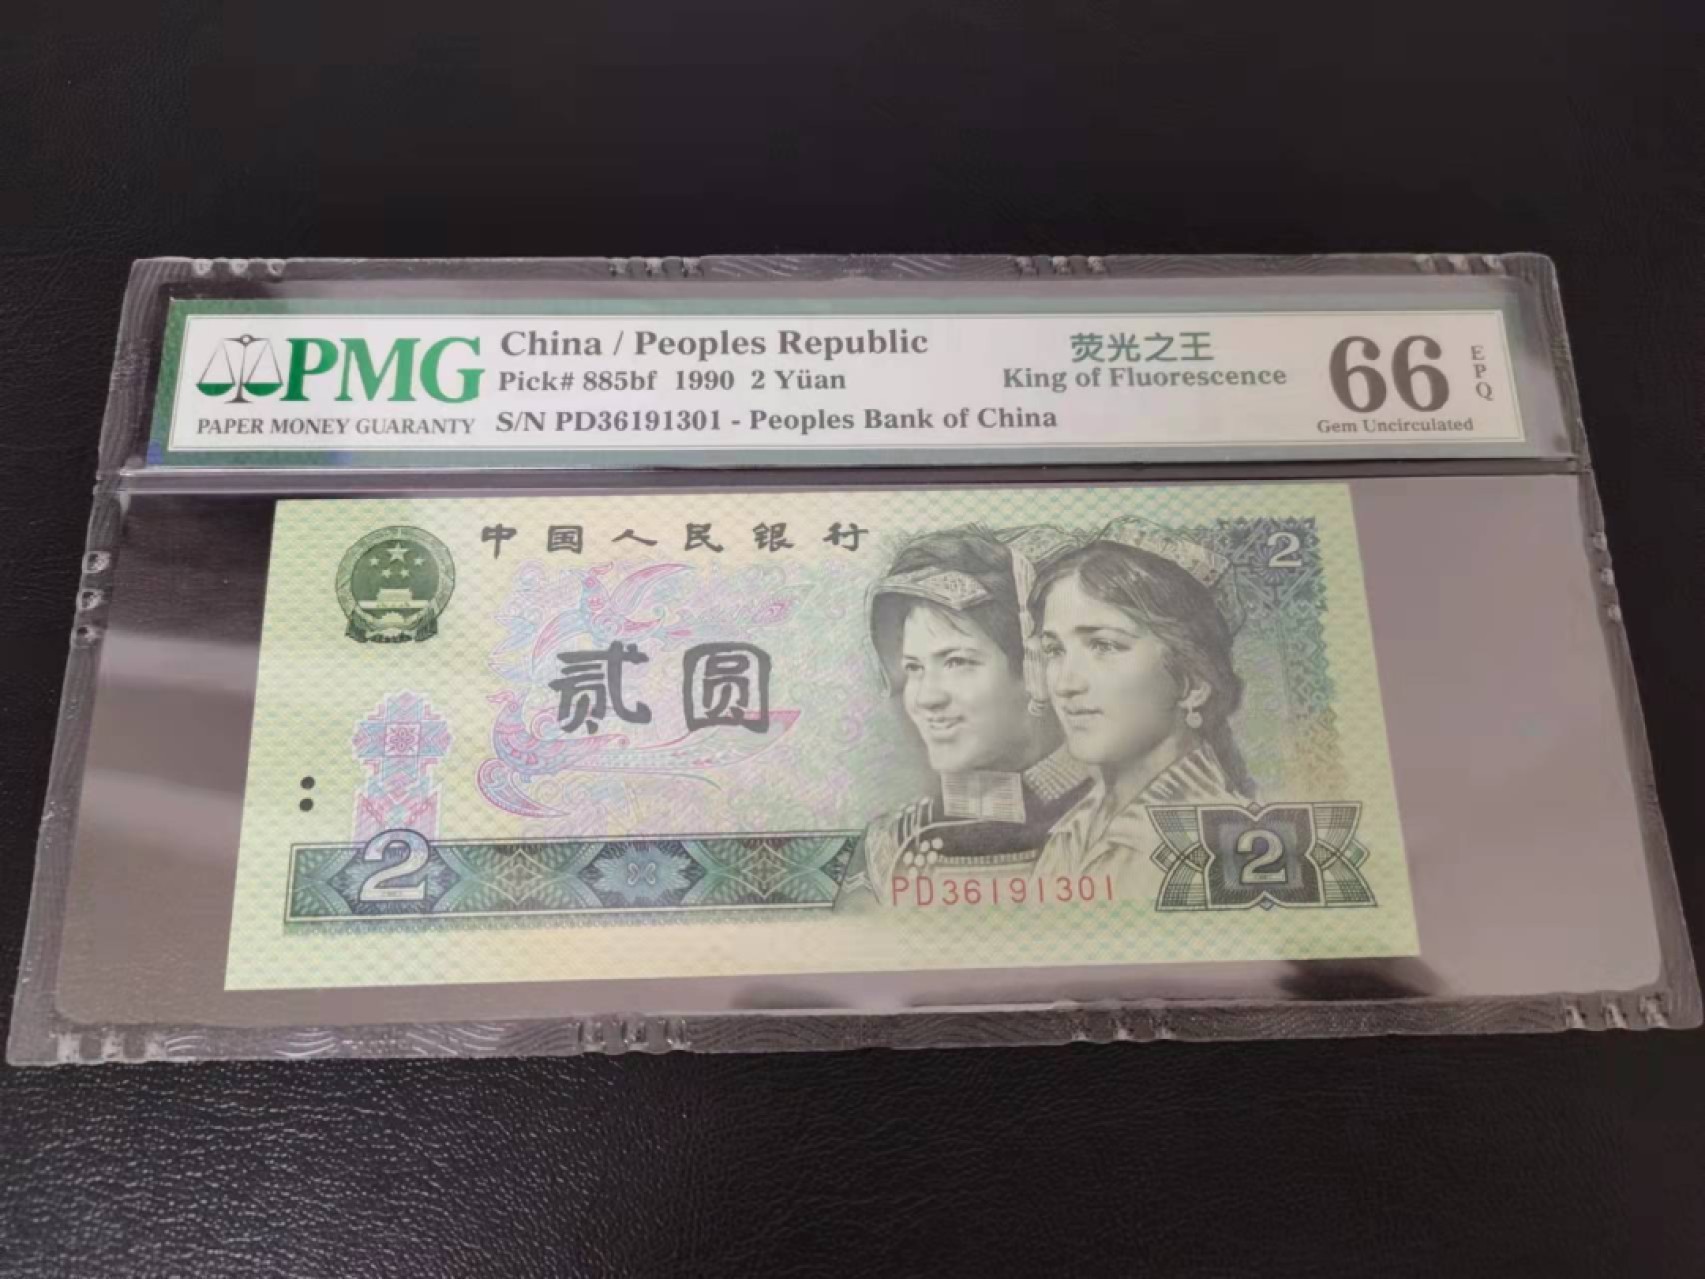 PMG
PAPER MONEY GUARANTY
China / Peoples Republic
Pick# 885bf 1990 2 Yüan
S/N PD36191301 - Peoples Bank of China
荧光之王
King of Fluorescence
66
EPQ
Gem Uncirculated
中国人民银行
2
贰圆
2
2
PD36191301